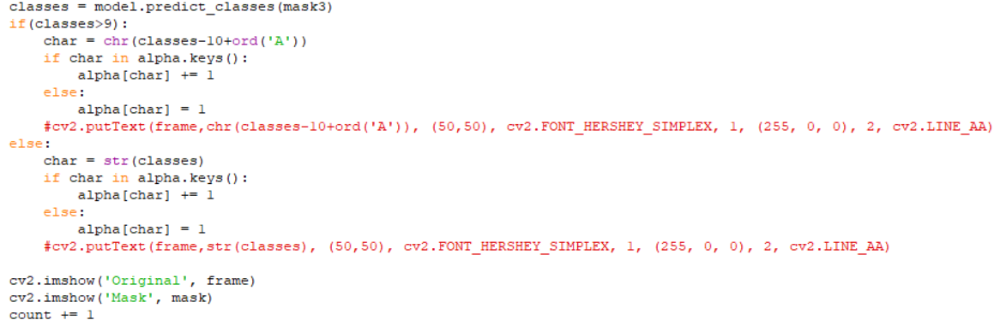 classes = model.predict_classes(mask3)
if(classes>9):
    char = chr(classes-10+ord('A'))
    if char in alpha.keys():
        alpha[char] += 1
    else:
        alpha[char] = 1
    #cv2.putText(frame,chr(classes-10+ord('A')), (50,50), cv2.FONT_HERSHEY_SIMPLEX, 1, (255, 0, 0), 2, cv2.LINE_AA)
else:
    char = str(classes)
    if char in alpha.keys():
        alpha[char] += 1
    else:
        alpha[char] = 1
    #cv2.putText(frame,str(classes), (50,50), cv2.FONT_HERSHEY_SIMPLEX, 1, (255, 0, 0), 2, cv2.LINE_AA)
cv2.imshow('Original', frame)
cv2.imshow('Mask', mask)
count += 1